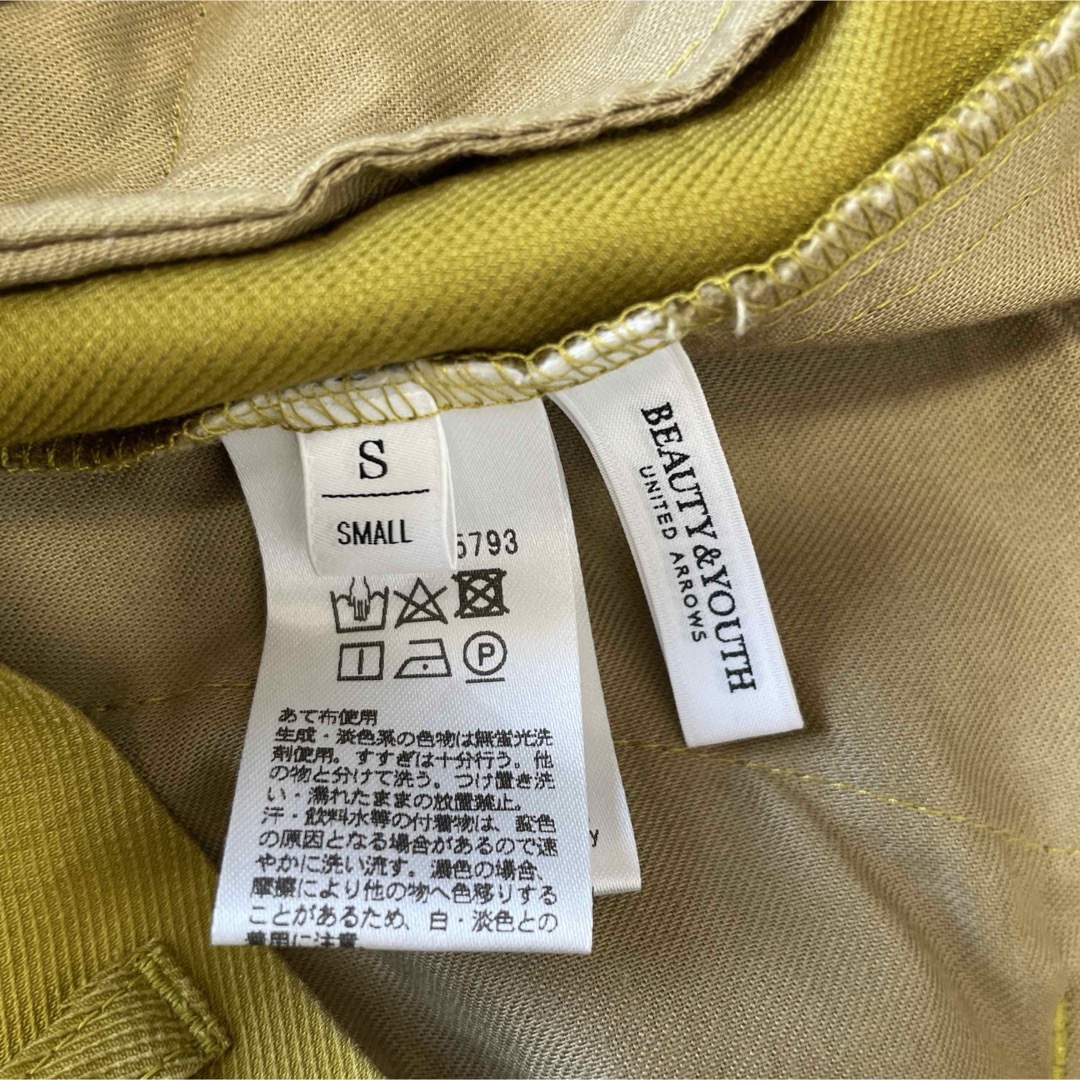 S
SMALL
5793
P
あて布使用
生成・淡色系の色物は無蛍光洗
剤使用。すすぎは十分行う。他
の物と分けて洗う。つけ置き洗
い・濡れたままの放置禁止。
汗・飲料水等の付着物は、変色
の原因となる場合があるので速
やかに洗い流す。濃色の場合、
摩擦により他の物へ色移りする
ことがあるため、白・淡色との
着用に注意
y
BEAUTY&YOUTH
UNITED ARROWS